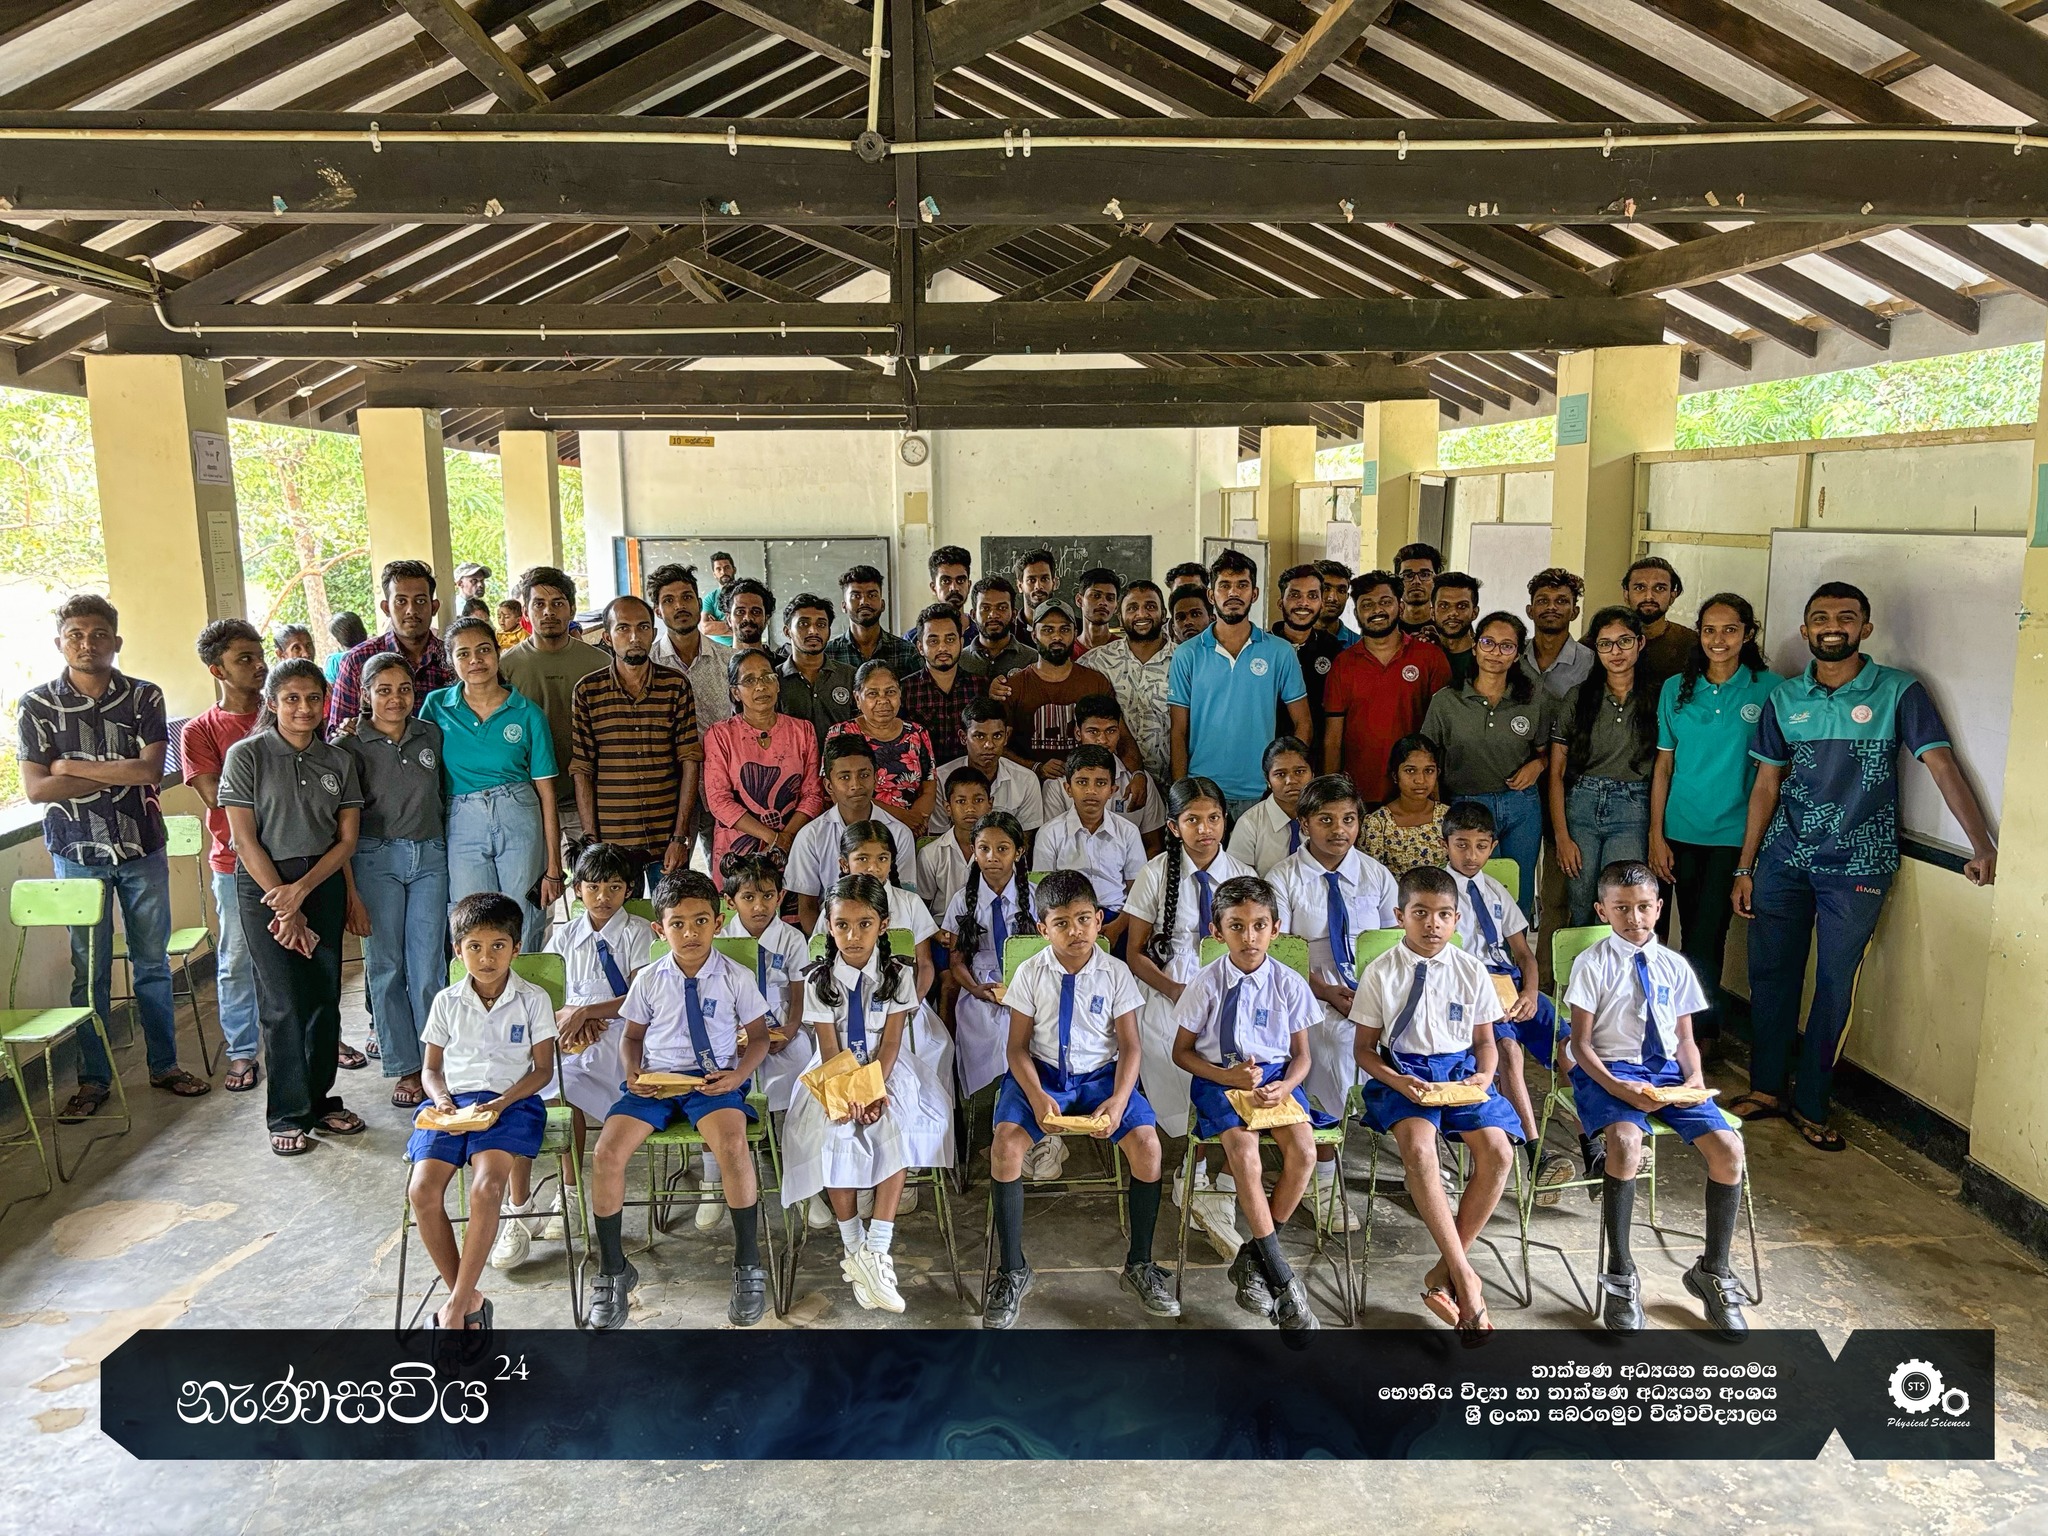 10 ශ්‍රේණිය
MAS
නැණසවිය 24
තාක්ෂණ අධ්‍යයන සංගමය
භෞතීය විද්‍යා හා තාක්ෂණ අධ්‍යයන අංශය
ශ්‍රී ලංකා සබරගමුව විශ්වවිද්‍යාලය
STS
Physical Sciences